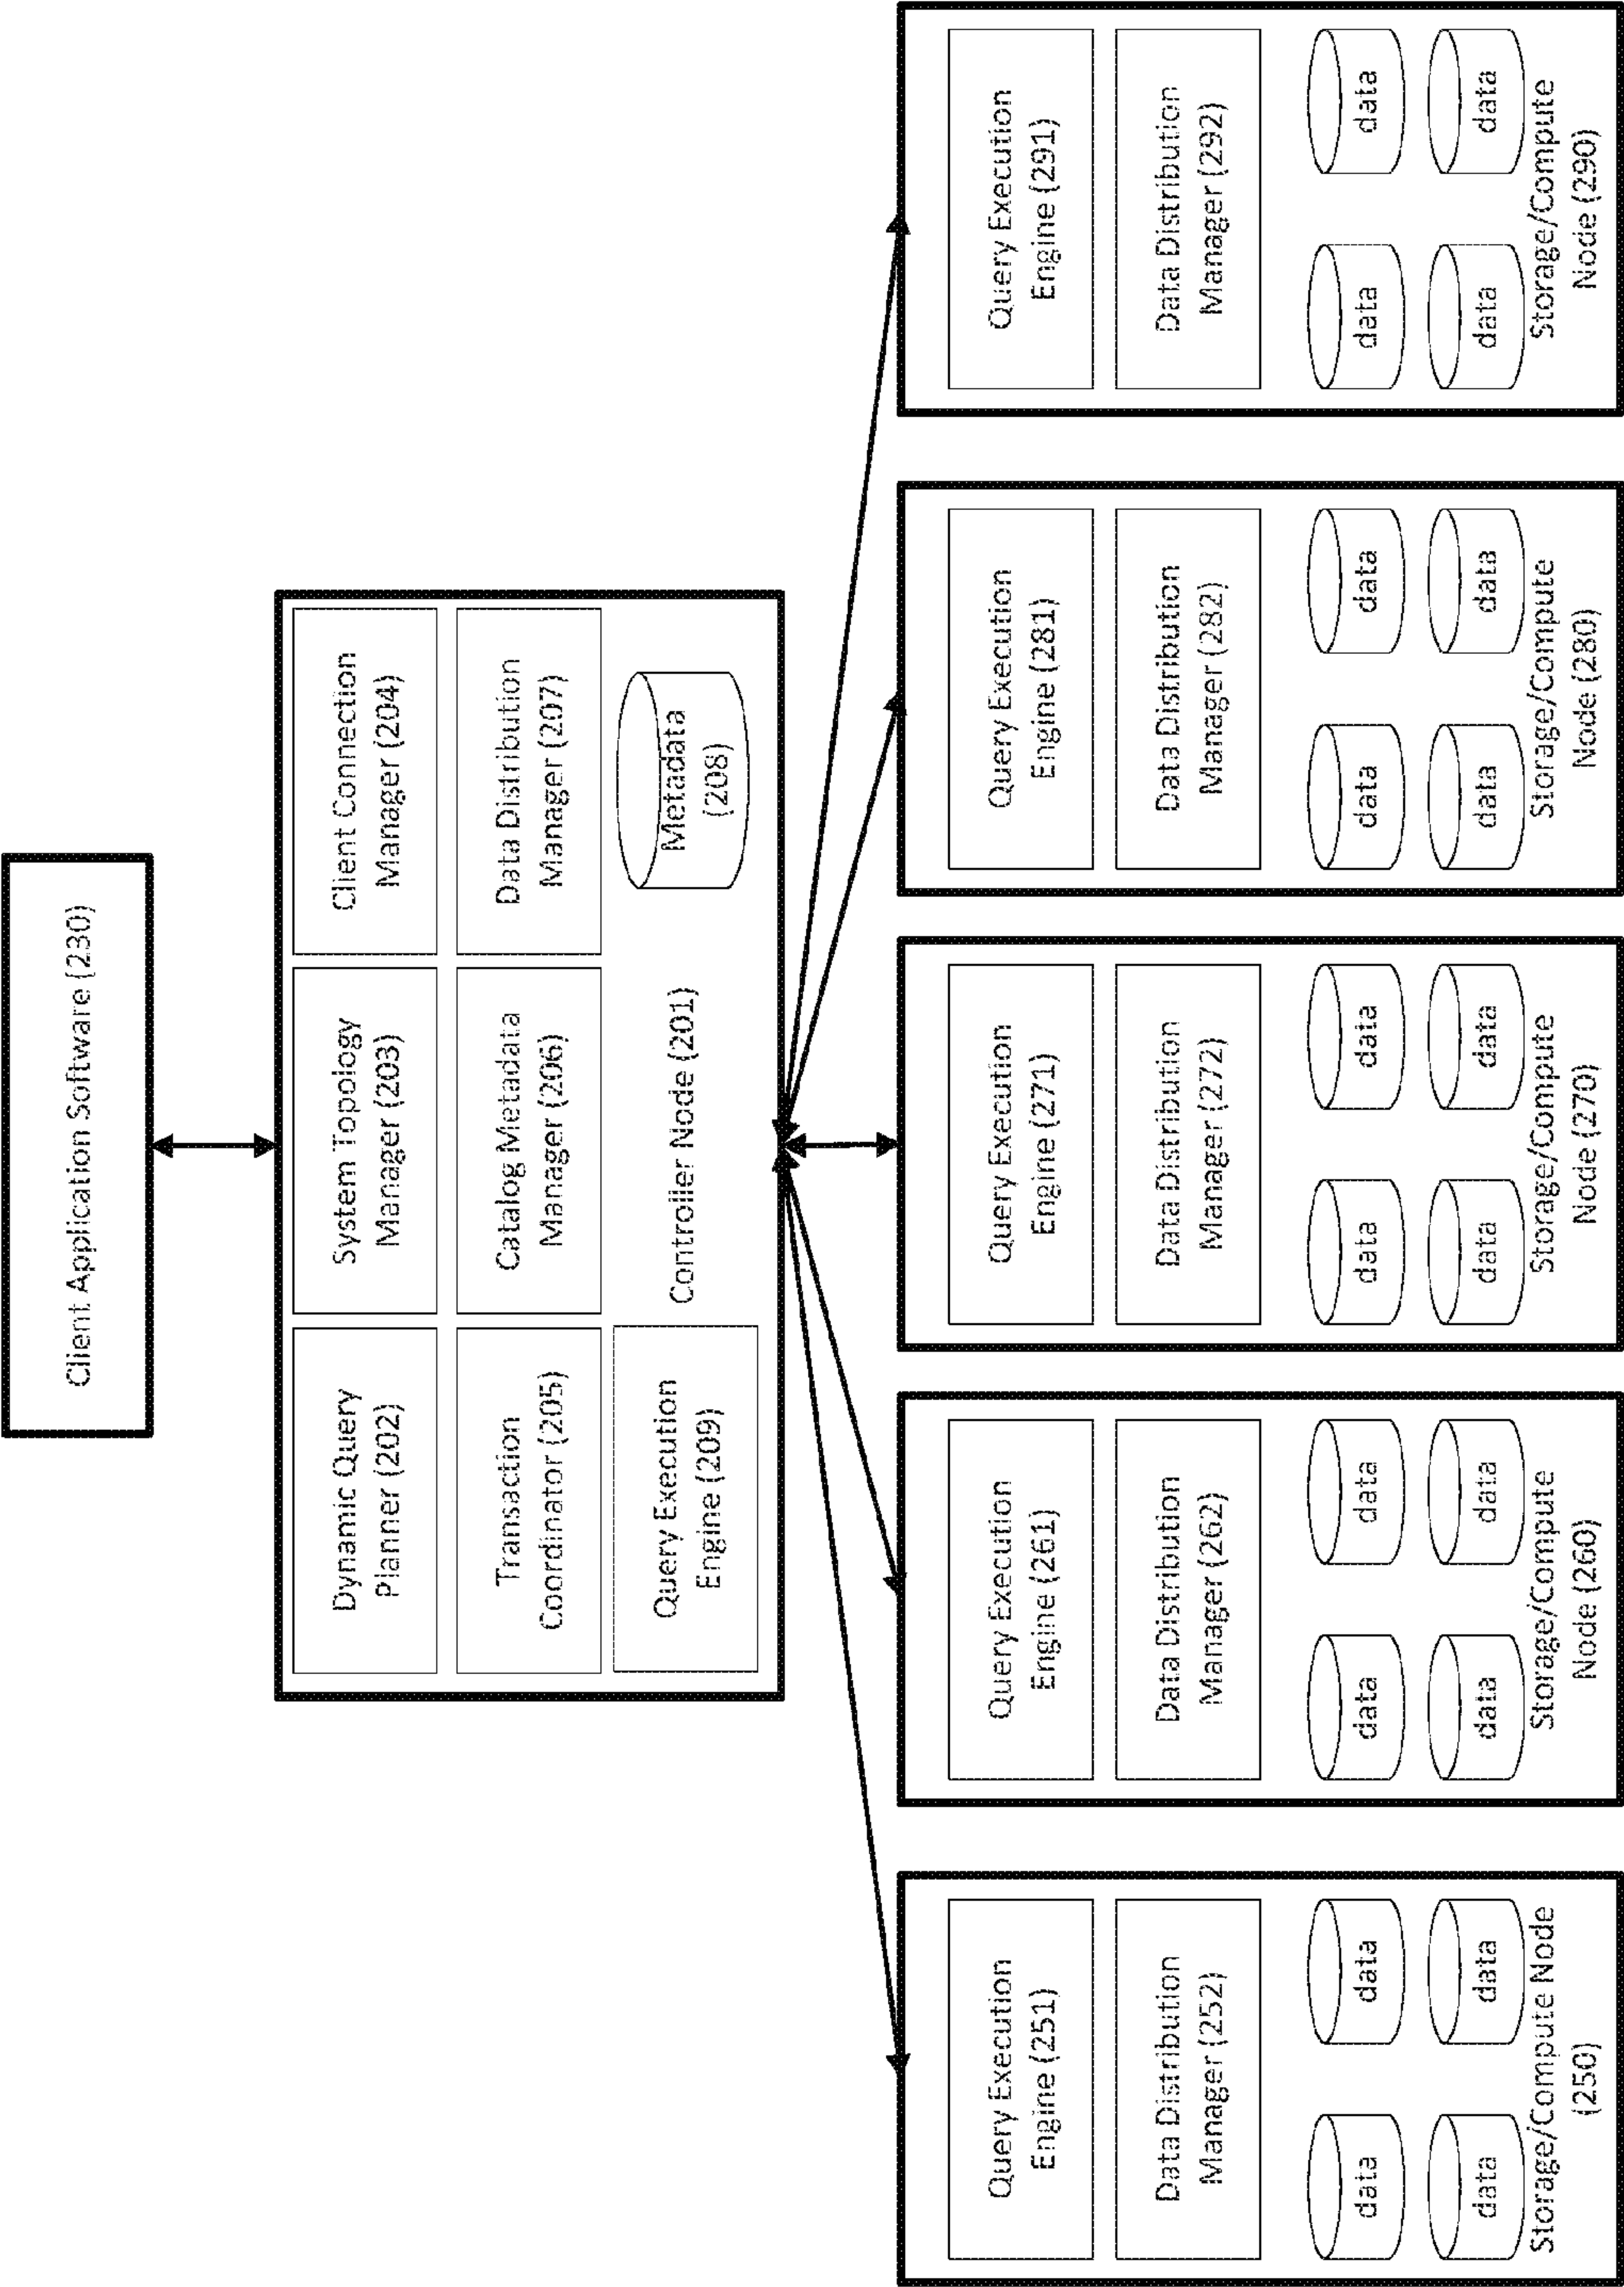 Client Application Software (230)
Dynamic Query
Planner (202)
System Topology
Manager (203)
Client Connection
Manager (204)
Transaction
Coordinator (205)
Catalog Metadata
Manager (206)
Data Distribution
Manager (207)
Query Execution
Engine (209)
Controller Node (201)
Metadata
(208)
Query Execution
Engine (251)
Data Distribution
Manager (252)
data
data
data
data
Storage/Compute Node
(250)
Query Execution
Engine (261)
Data Distribution
Manager (262)
data
data
data
data
Storage/Compute
Node (260)
Query Execution
Engine (271)
Data Distribution
Manager (272)
data
data
data
data
Storage/Compute
Node (270)
Query Execution
Engine (281)
Data Distribution
Manager (282)
data
data
data
data
Storage/Compute
Node (280)
Query Execution
Engine (291)
Data Distribution
Manager (292)
data
data
data
data
Storage/Compute
Node (290)